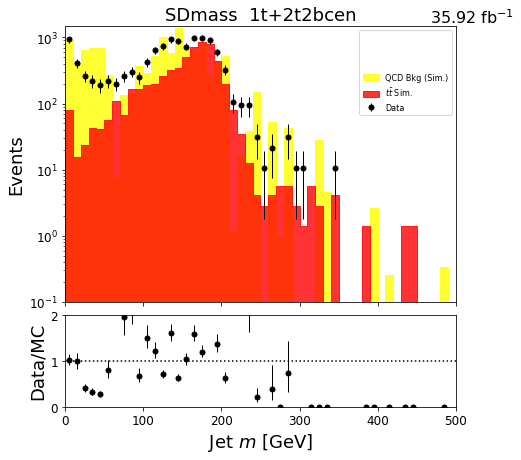 SDmass 1t+2t2bcen
35.92 fb⁻¹
10³
10²
10¹
10⁰
10⁻¹
Events
QCD Bkg (Sim.)
tt̄ Sim.
Data
2
1
0
Data/MC
0 100 200 300 400 500
Jet m [GeV]